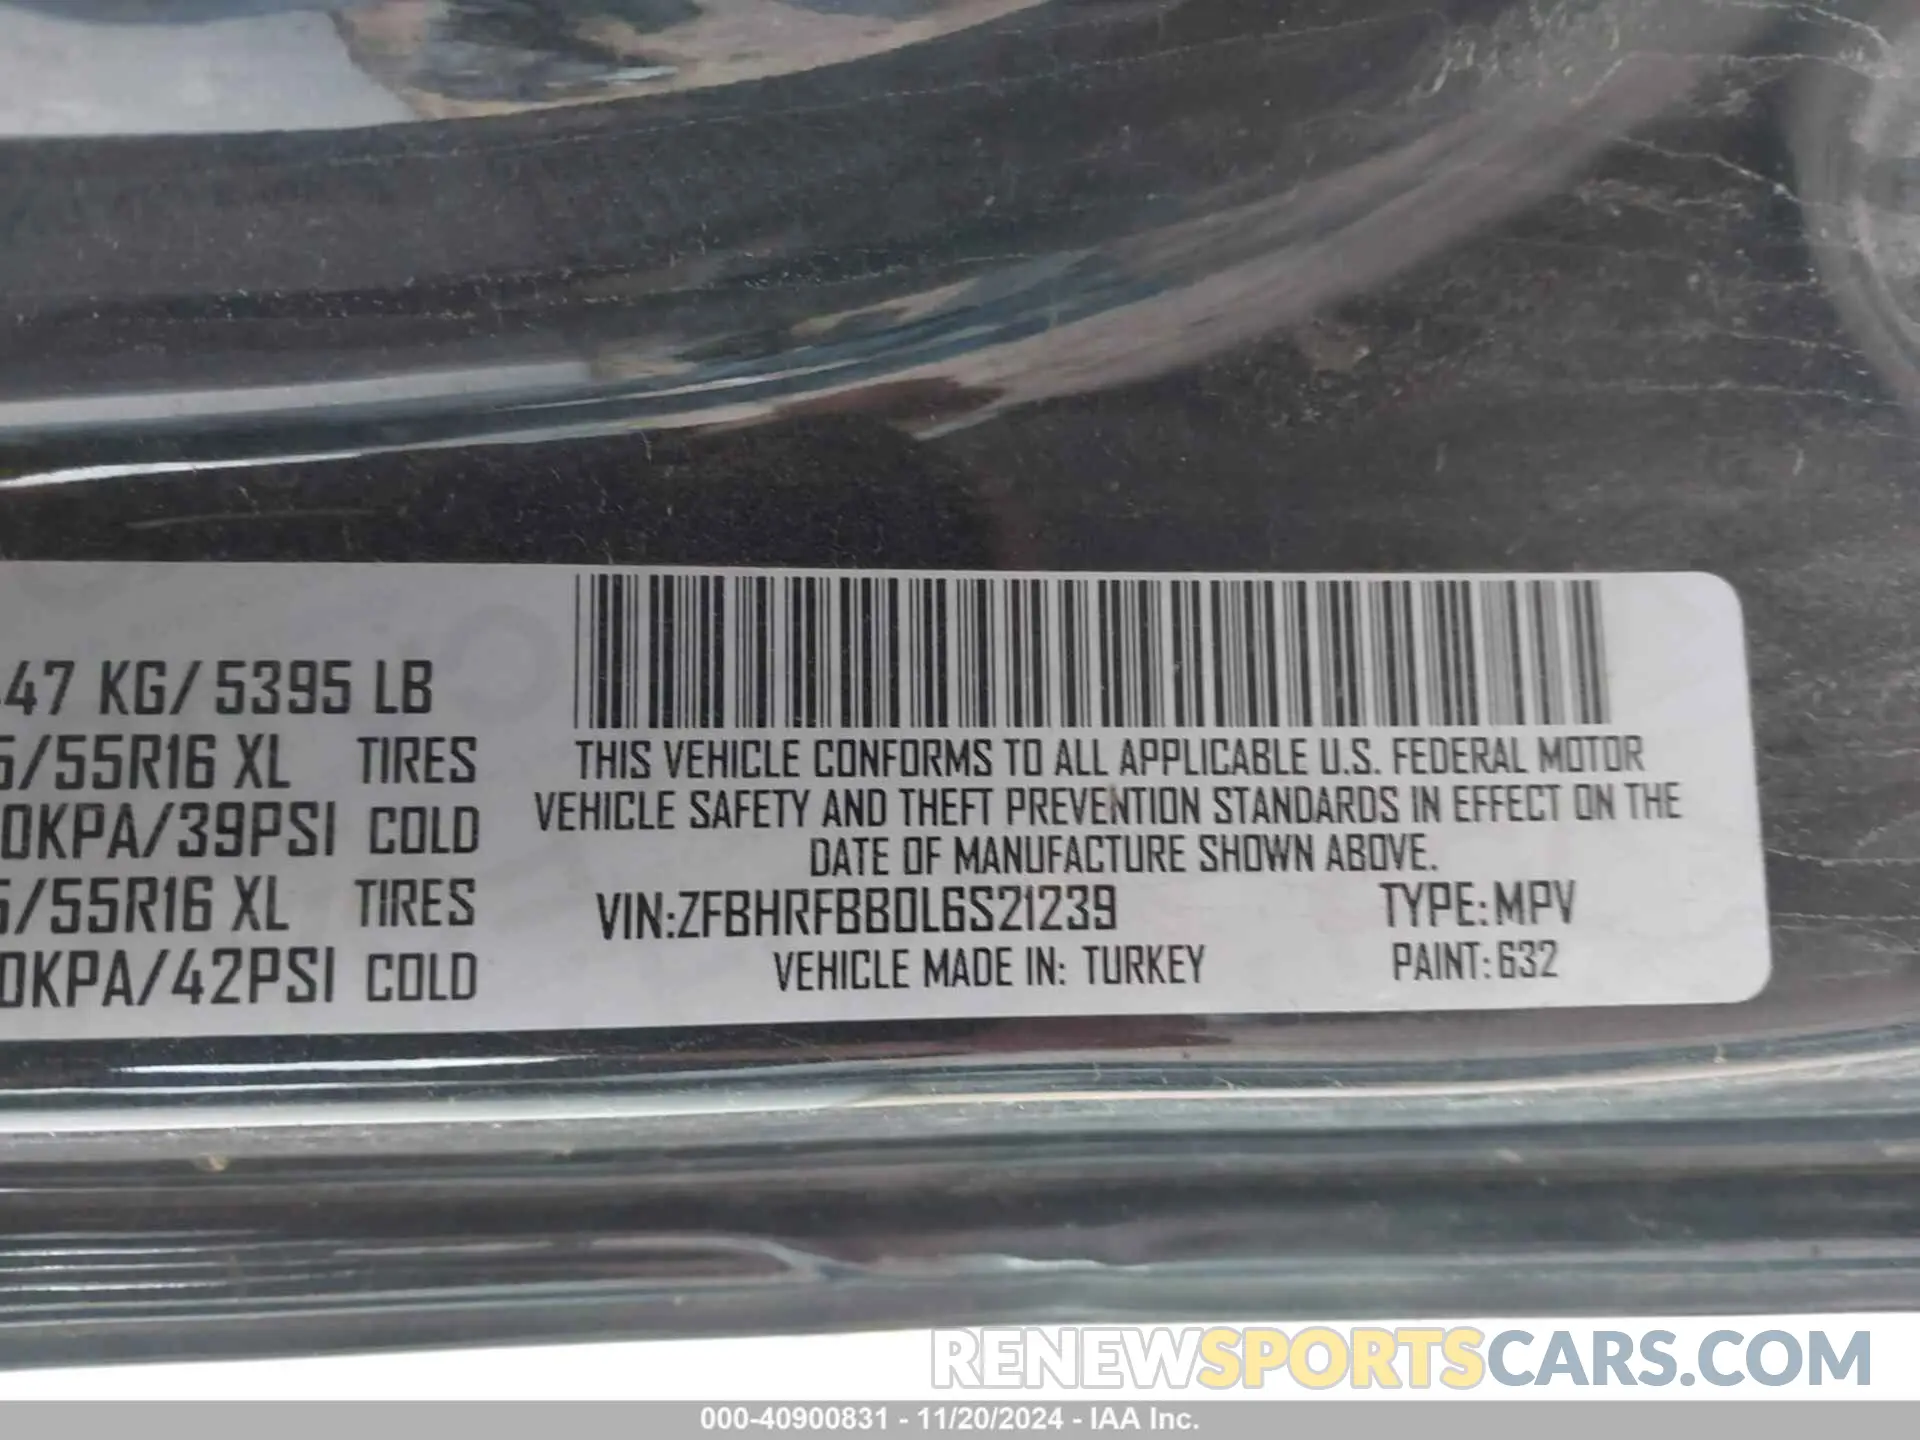 47 KG/ 5395 LB
5/55R16 XL TIRES
0KPA/39PSI COLD
5/55R16 XL TIRES
0KPA/42PSI COLD
THIS VEHICLE CONFORMS TO ALL APPLICABLE U.S. FEDERAL MOTOR
VEHICLE SAFETY AND THEFT PREVENTION STANDARDS IN EFFECT ON THE
DATE OF MANUFACTURE SHOWN ABOVE.
VIN:ZFBHRFBB0L6S21239 TYPE:MPV
VEHICLE MADE IN: TURKEY PAINT:632
RENEWSPORTSCARS.COM
000-40900831 - 11/20/2024 - IAA Inc.